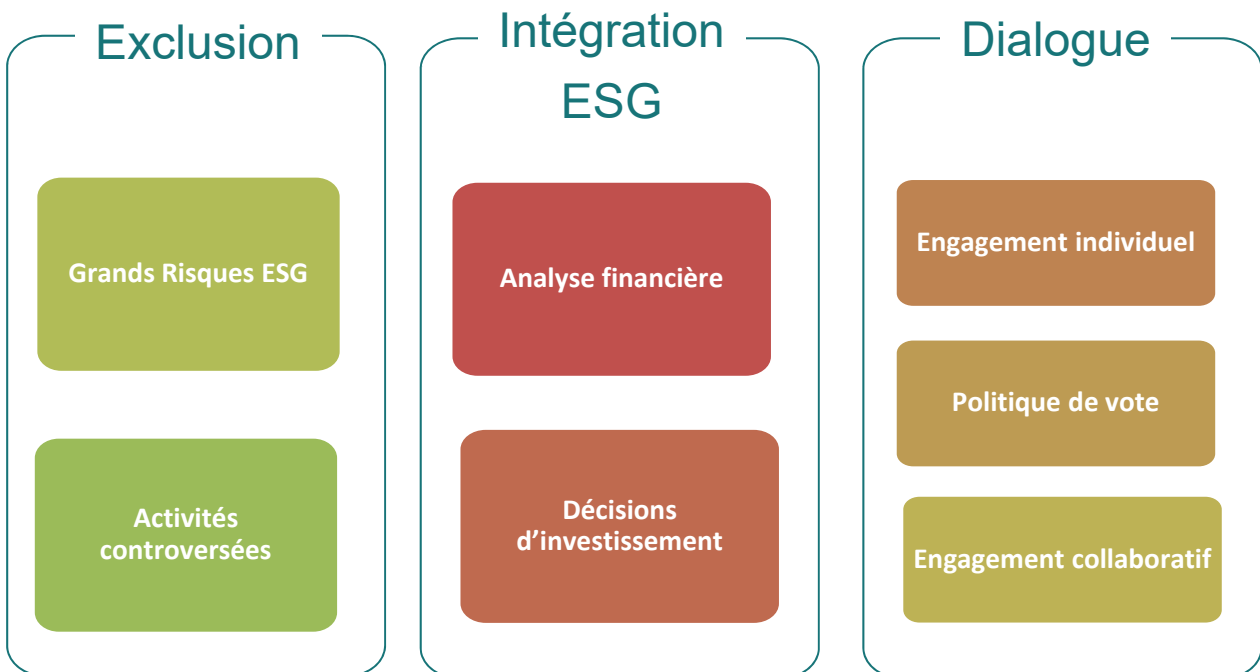 Exclusion
Grands Risques ESG
Activités
controversées
Intégration
ESG
Analyse financière
Décisions
d’investissement
Dialogue
Engagement individuel
Politique de vote
Engagement collaboratif